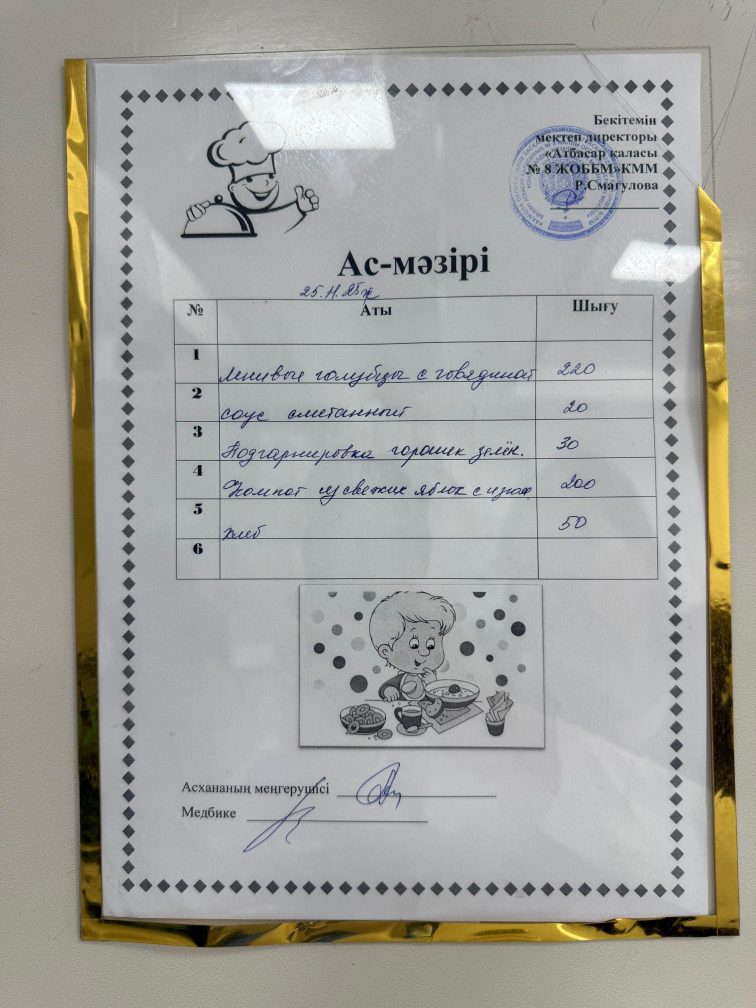 Бекітемін
мектеп директоры
«Атбасар қаласы
№ 8 ЖОББМ»КММ
Р.Смагулова
Ас-мәзірі
25.11.25ж
№ Аты Шығу
1 Ленивые голубцы с говядиной 220
2 соус сметанный 20
3 Подгарнировка горошек зелён. 30
4 Компот из свежих яблок с изюм 200
5 хлеб 50
6
Асхананың меңгерушісі
Медбике